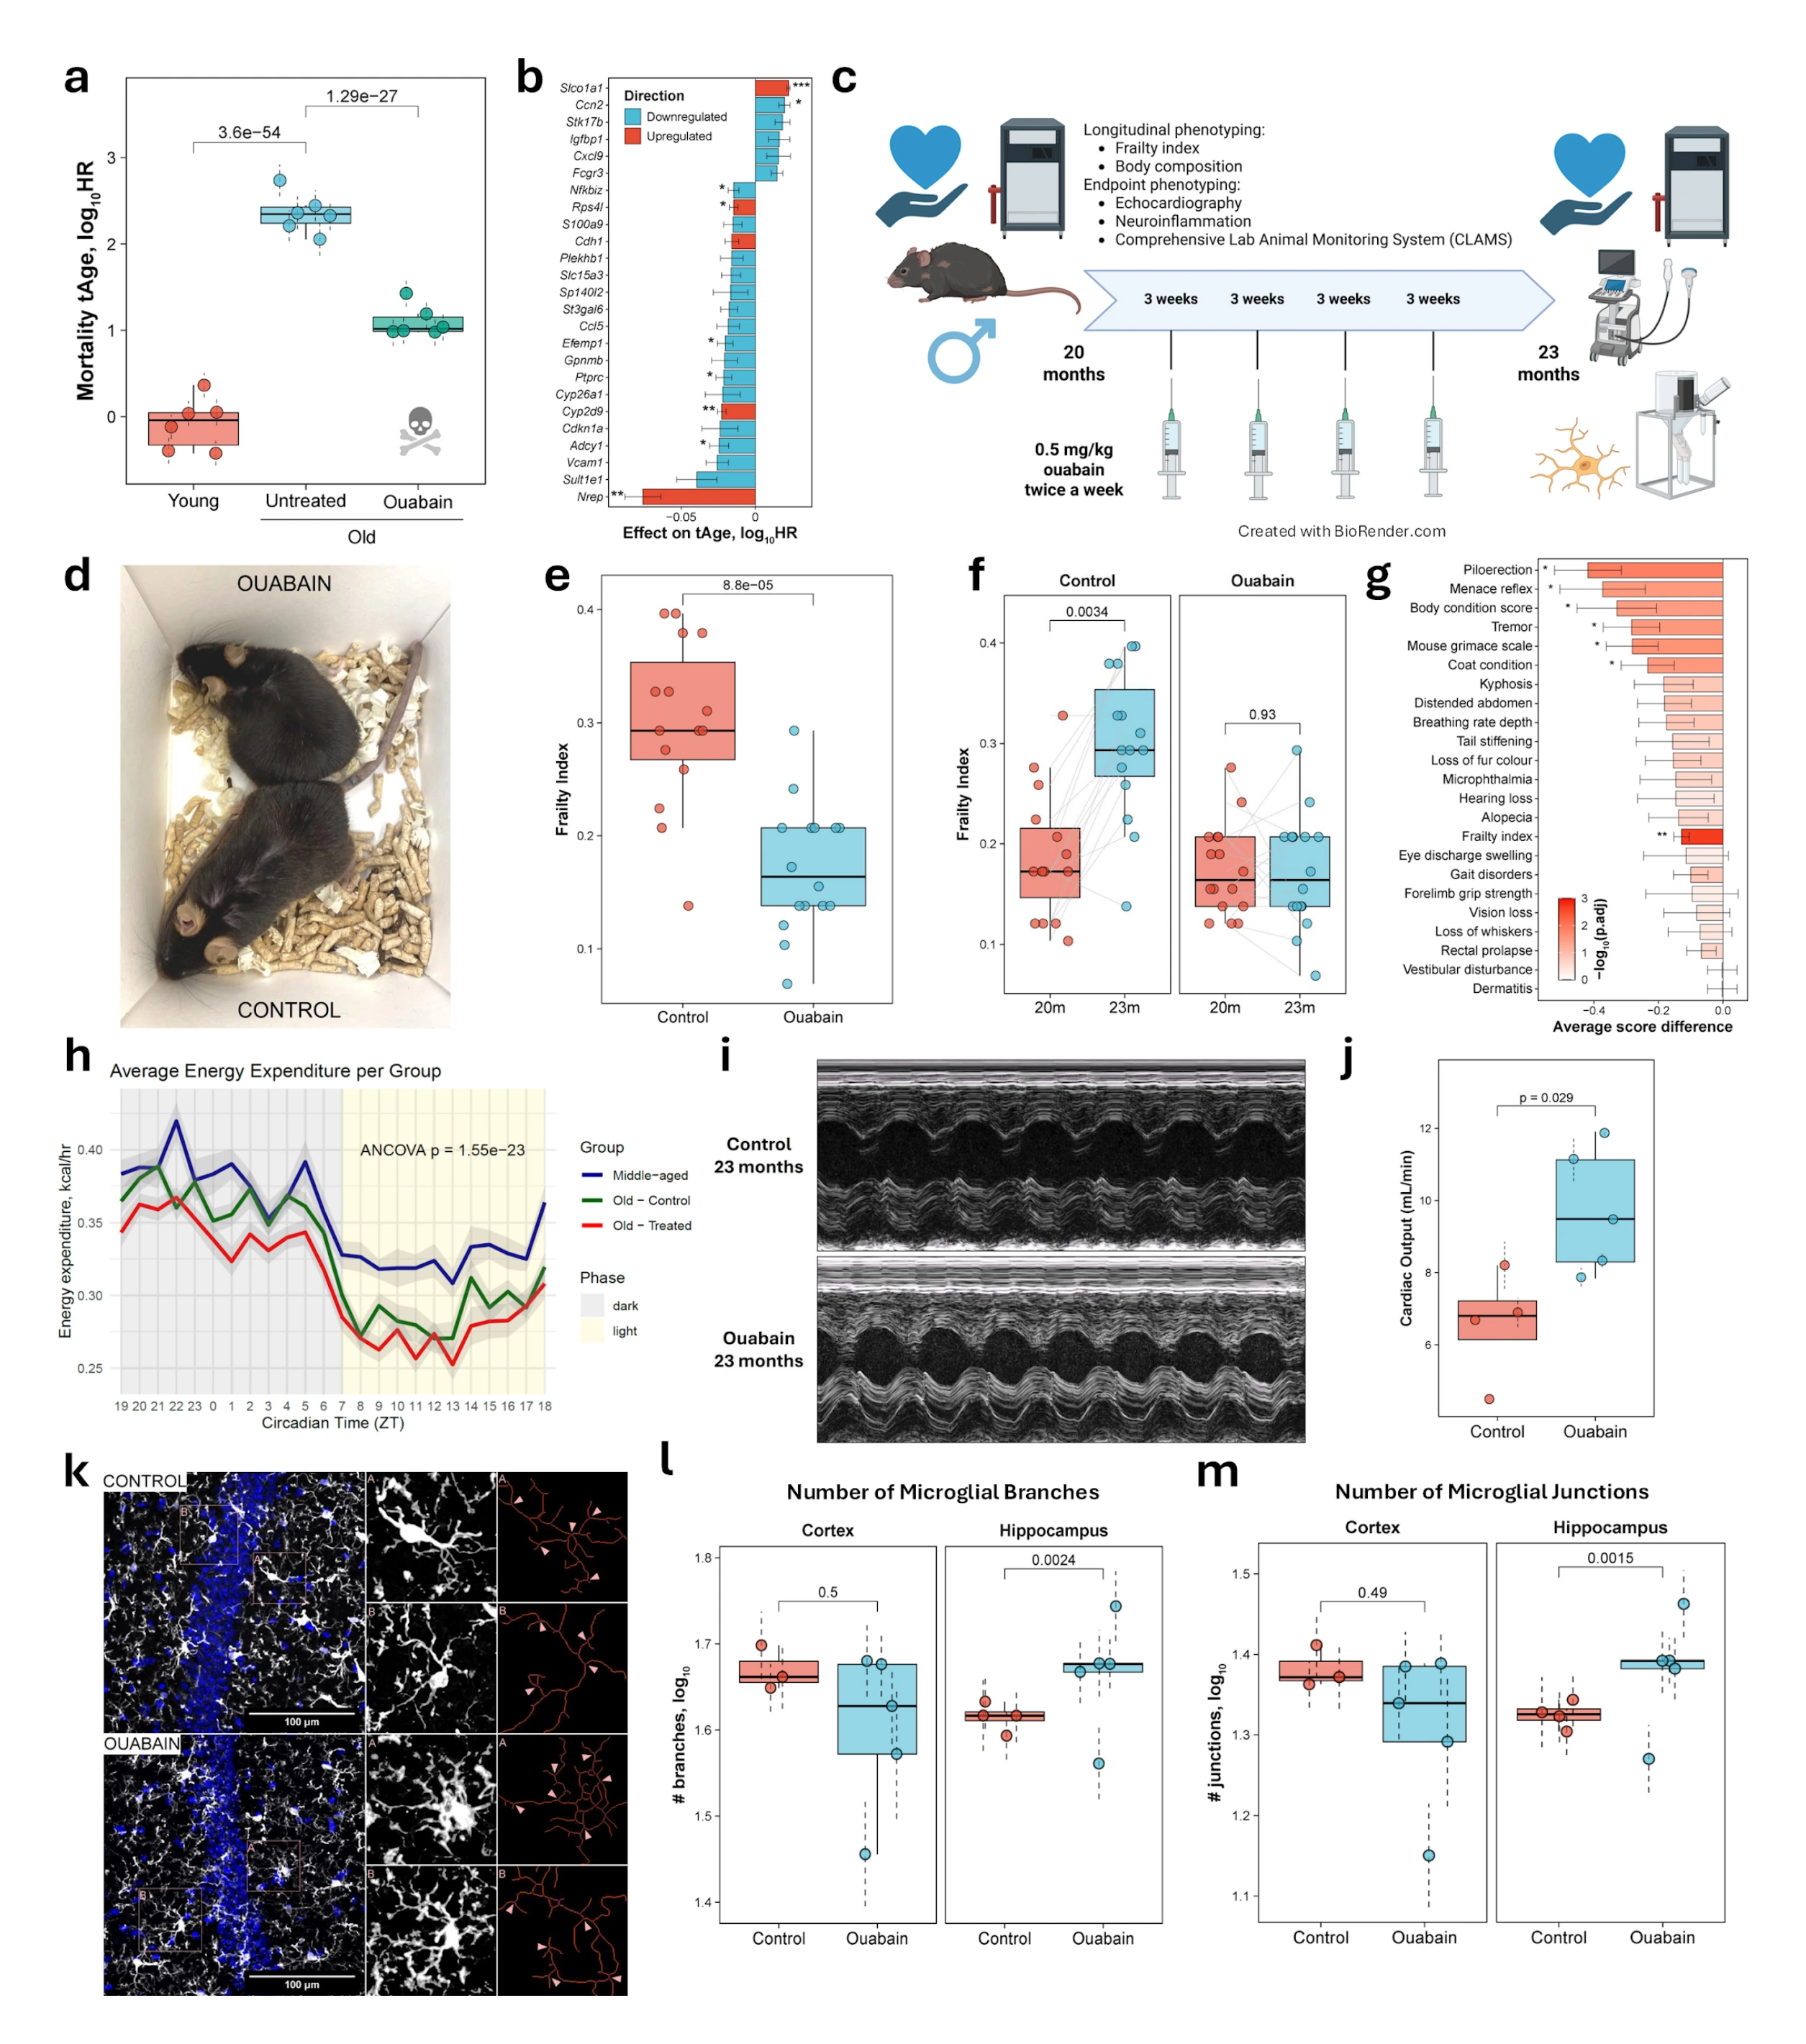 a
Mortality tAge, log10HR
3
2
1
0
3.6e−54
1.29e−27
Young
Untreated
Ouabain
Old
b
Direction
Downregulated
Upregulated
Slco1a1
***
Ccn2
*
Stk17b
Igfbp1
Cxcl9
Fcgr3
Nfkbiz
*
Rps4l
*
S100a9
Cdh1
Plekhb1
Slc15a3
Sp140l2
St3gal6
Ccl5
Efemp1
*
Gpnmb
Ptprc
*
Cyp26a1
Cyp2d9
**
Cdkn1a
Adcy1
*
Vcam1
Sult1e1
Nrep
**
−0.05
0
Effect on tAge, log10HR
c
Longitudinal phenotyping:
• Frailty index
• Body composition
Endpoint phenotyping:
• Echocardiography
• Neuroinflammation
• Comprehensive Lab Animal Monitoring System (CLAMS)
3 weeks
3 weeks
3 weeks
3 weeks
20
months
23
months
0.5 mg/kg
ouabain
twice a week
Created with BioRender.com
d
OUABAIN
CONTROL
e
Frailty Index
0.4
0.3
0.2
0.1
8.8e−05
Control
Ouabain
f
Control
Ouabain
Frailty Index
0.4
0.3
0.2
0.1
0.0034
0.93
20m
23m
20m
23m
g
Piloerection
*
Menace reflex
*
Body condition score
*
Tremor
*
Mouse grimace scale
*
Coat condition
*
Kyphosis
Distended abdomen
Breathing rate depth
Tail stiffening
Loss of fur colour
Microphthalmia
Hearing loss
Alopecia
Frailty index
**
Eye discharge swelling
Gait disorders
Forelimb grip strength
Vision loss
Loss of whiskers
Rectal prolapse
Vestibular disturbance
Dermatitis
3
2
1
0
−log10(p.adj)
−0.4
−0.2
0.0
Average score difference
h
Average Energy Expenditure per Group
Energy expenditure, kcal/hr
0.40
0.35
0.30
0.25
ANCOVA p = 1.55e−23
19 20 21 22 23 0 1 2 3 4 5 6 7 8 9 10 11 12 13 14 15 16 17 18
Circadian Time (ZT)
Group
Middle−aged
Old − Control
Old − Treated
Phase
dark
light
i
Control
23 months
Ouabain
23 months
j
Cardiac Output (mL/min)
12
10
8
6
p = 0.029
Control
Ouabain
k
CONTROL
B
A
100 µm
A
A
B
B
OUABAIN
A
B
100 µm
A
A
B
B
l
Number of Microglial Branches
Cortex
Hippocampus
# branches, log10
1.8
1.7
1.6
1.5
1.4
0.5
0.0024
Control
Ouabain
Control
Ouabain
m
Number of Microglial Junctions
Cortex
Hippocampus
# junctions, log10
1.5
1.4
1.3
1.2
1.1
0.49
0.0015
Control
Ouabain
Control
Ouabain